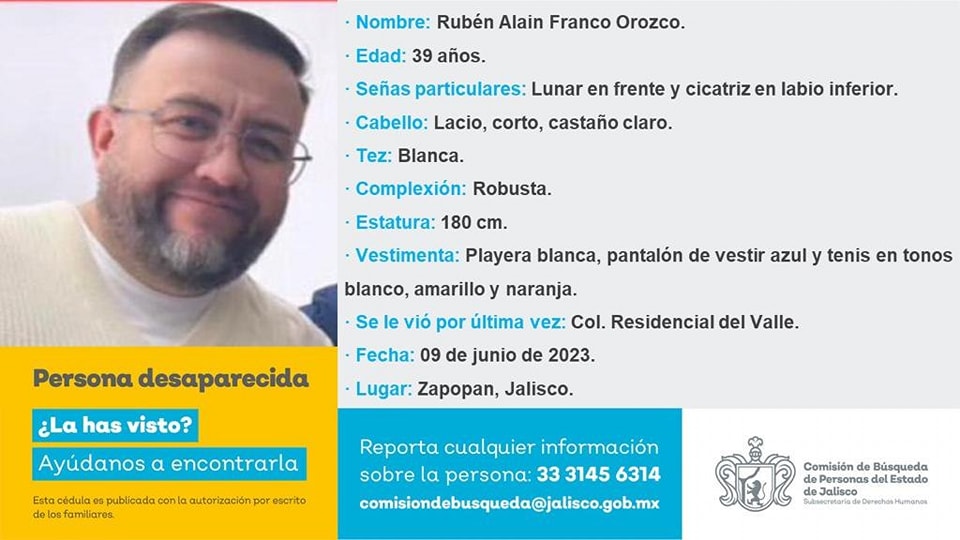 · Nombre: Rubén Alain Franco Orozco.
· Edad: 39 años.
· Señas particulares: Lunar en frente y cicatriz en labio inferior.
· Cabello: Lacio, corto, castaño claro.
· Tez: Blanca.
· Complexión: Robusta.
· Estatura: 180 cm.
· Vestimenta: Playera blanca, pantalón de vestir azul y tenis en tonos
blanco, amarillo y naranja.
· Se le vió por última vez: Col. Residencial del Valle.
· Fecha: 09 de junio de 2023.
· Lugar: Zapopan, Jalisco.
Persona desaparecida
¿La has visto?
Ayúdanos a encontrarla
Esta cédula es publicada con la autorización por escrito
de los familiares.
Reporta cualquier información
sobre la persona: 33 3145 6314
comisiondebusqueda@jalisco.gob.mx
Comisión de Búsqueda
de Personas del Estado
de Jalisco
Subsecretaría de Derechos Humanos